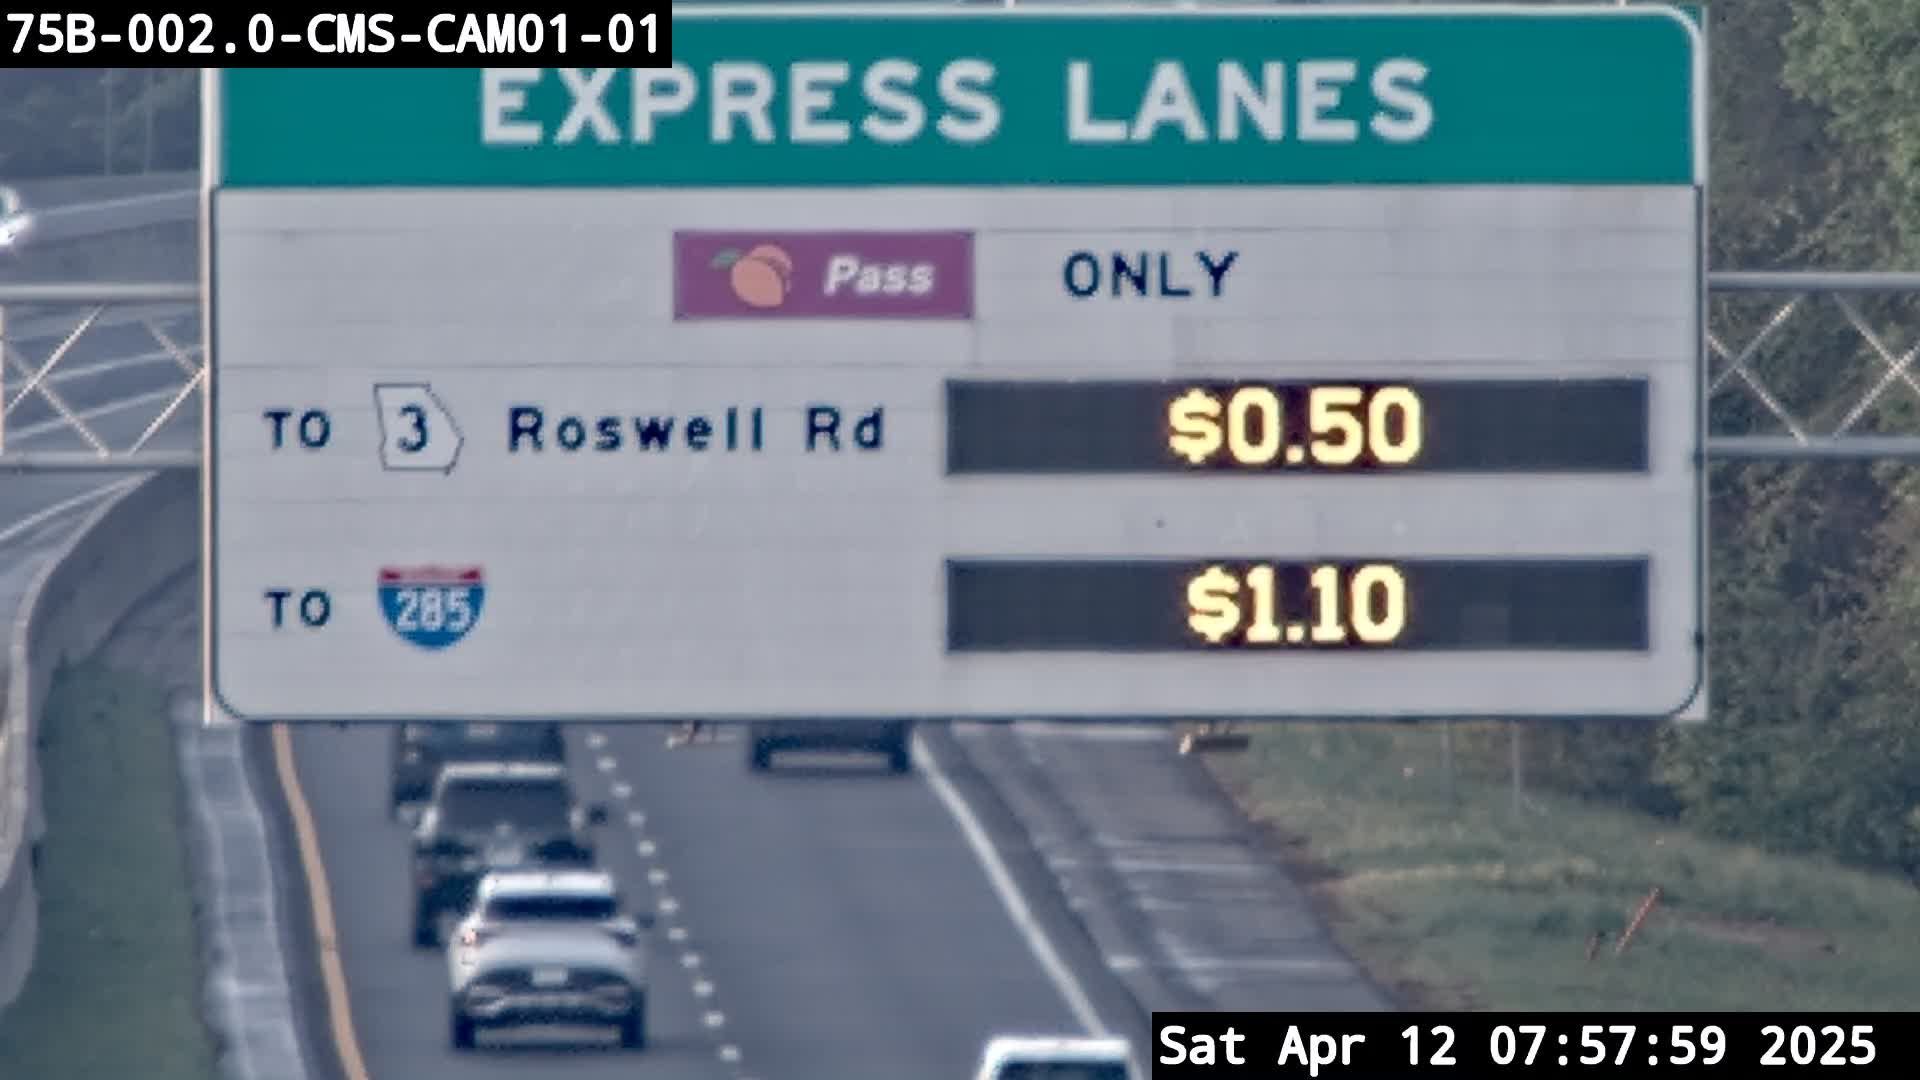 75B-002.0-CMS-CAM01-01
EXPRESS LANES
Pass ONLY
TO 3 Roswell Rd $0.50
TO 285 $1.10
Sat Apr 12 07:57:59 2025